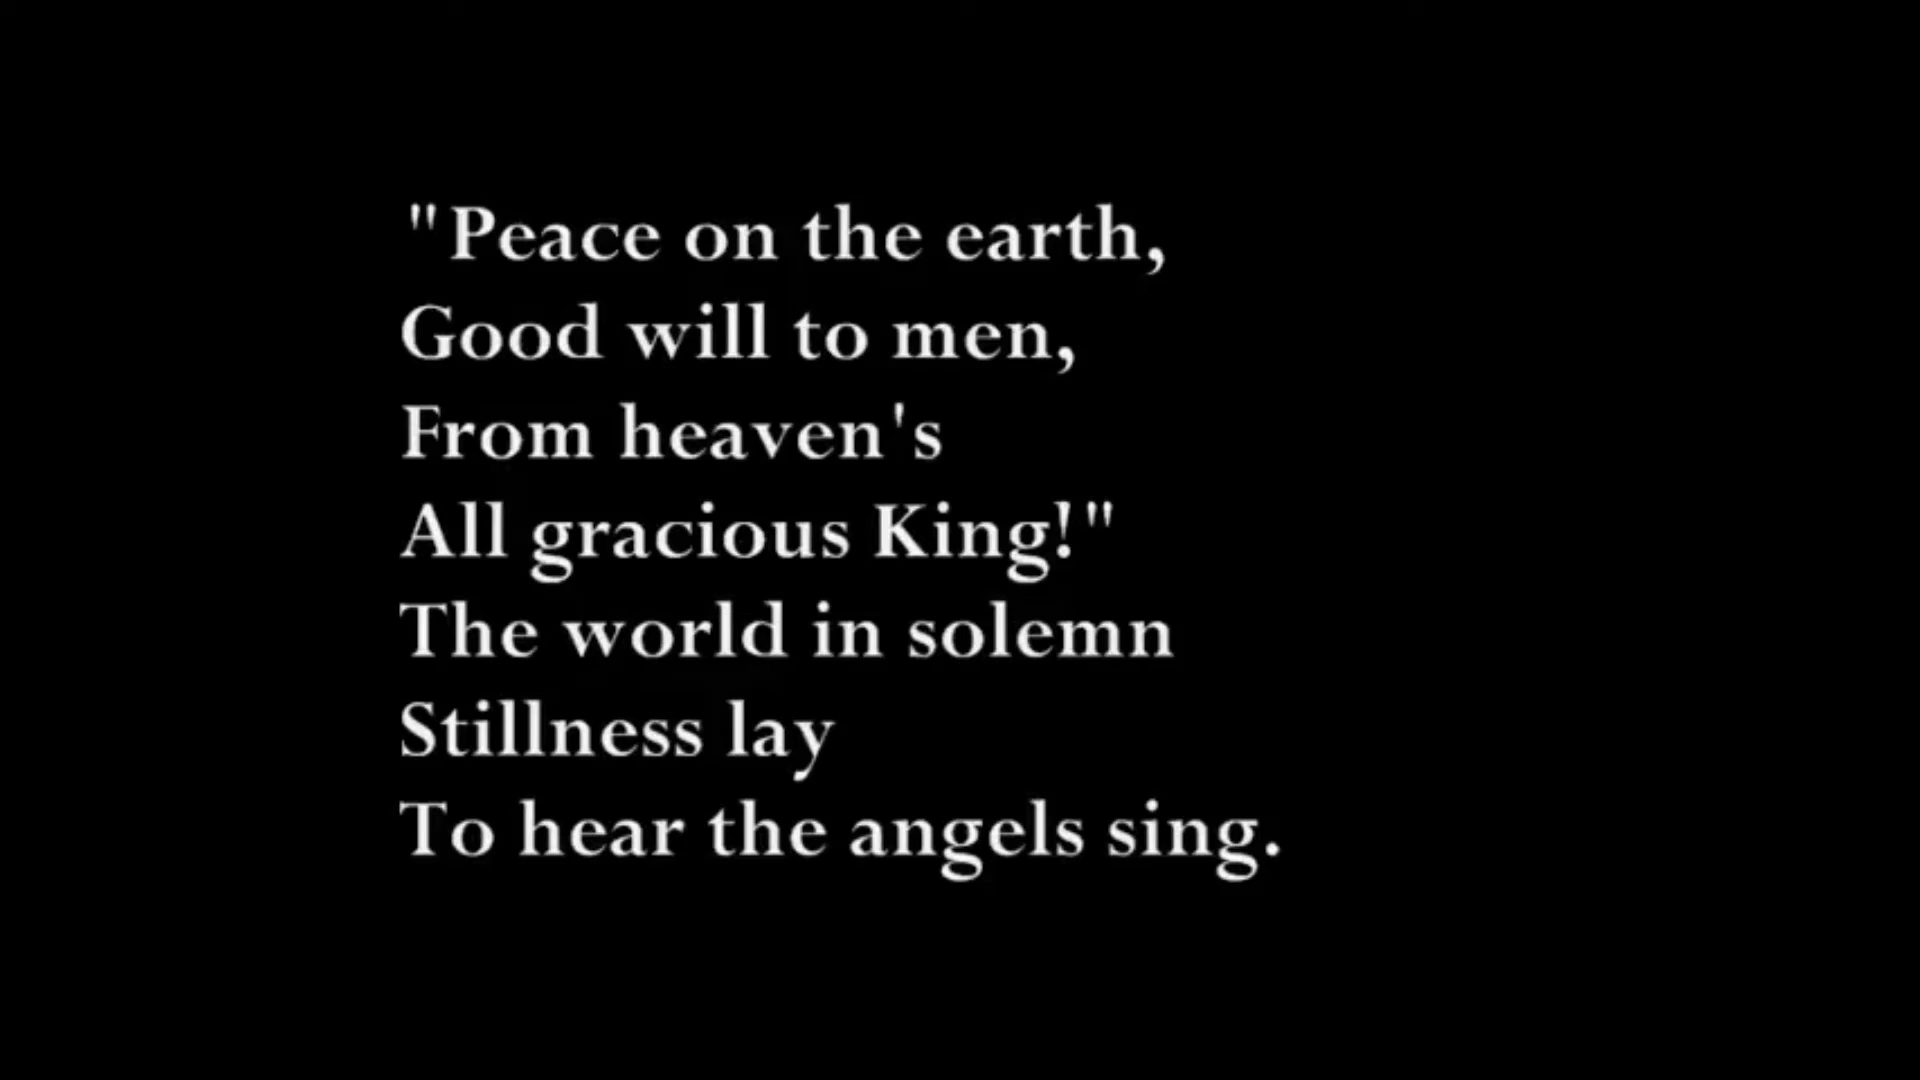 "Peace on the earth,
Good will to men,
From heaven's
All gracious King!"
The world in solemn
Stillness lay
To hear the angels sing.